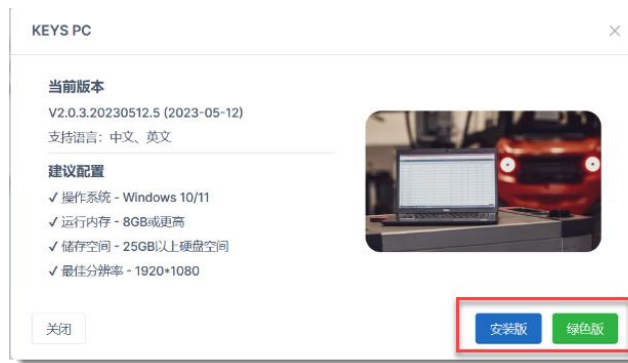 KEYS PC
当前版本
V2.0.3.20230512.5 (2023-05-12)
支持语言：中文、英文
建议配置
✓ 操作系统 - Windows 10/11
✓ 运行内存 - 8GB或更高
✓ 储存空间 - 25GB以上硬盘空间
✓ 最佳分辨率 - 1920*1080
关闭
安装版
绿色版